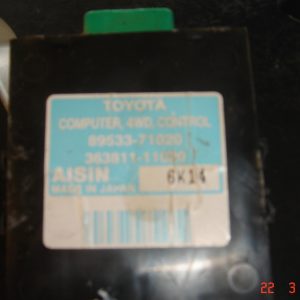 TOYOTA
COMPUTER, 4WD, CONTROL
89533-71020
363811-11020
AISIN 6K14
MADE IN JAPAN
22 3